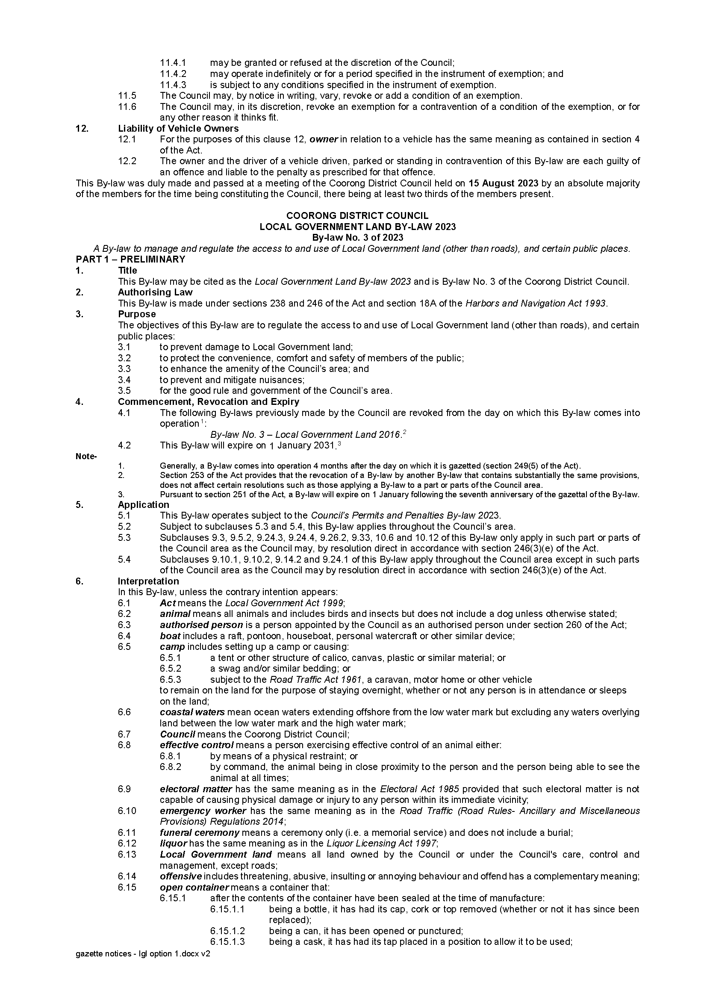 11.4.1 may be granted or refused at the discretion of the Council;
11.4.2 may operate indefinitely or for a period specified in the instrument of exemption; and
11.4.3 is subject to any conditions specified in the instrument of exemption.
11.5 The Council may, by notice in writing, vary, revoke or add a condition of an exemption.
11.6 The Council may, in its discretion, revoke an exemption for a contravention of a condition of the exemption, or for
any other reason it thinks fit.
12. Liability of Vehicle Owners
12.1 For the purposes of this clause 12, owner in relation to a vehicle has the same meaning as contained in section 4
of the Act.
12.2 The owner and the driver of a vehicle driven, parked or standing in contravention of this By-law are each guilty of
an offence and liable to the penalty as prescribed for that offence.
This By-law was duly made and passed at a meeting of the Coorong District Council held on 15 August 2023 by an absolute majority
of the members for the time being constituting the Council, there being at least two thirds of the members present.
COORONG DISTRICT COUNCIL
LOCAL GOVERNMENT LAND BY-LAW 2023
By-law No. 3 of 2023
A By-law to manage and regulate the access to and use of Local Government land (other than roads), and certain public places.
PART 1 – PRELIMINARY
1. Title
This By-law may be cited as the Local Government Land By-law 2023 and is By-law No. 3 of the Coorong District Council.
2. Authorising Law
This By-law is made under sections 238 and 246 of the Act and section 18A of the Harbors and Navigation Act 1993.
3. Purpose
The objectives of this By-law are to regulate the access to and use of Local Government land (other than roads), and certain
public places:
3.1 to prevent damage to Local Government land;
3.2 to protect the convenience, comfort and safety of members of the public;
3.3 to enhance the amenity of the Council's area; and
3.4 to prevent and mitigate nuisances;
3.5 for the good rule and government of the Council's area.
4. Commencement, Revocation and Expiry
4.1 The following By-laws previously made by the Council are revoked from the day on which this By-law comes into
operation1:
By-law No. 3 – Local Government Land 2016.2
4.2 This By-law will expire on 1 January 2031.3
Note-
1. Generally, a By-law comes into operation 4 months after the day on which it is gazetted (section 249(5) of the Act).
2. Section 253 of the Act provides that the revocation of a By-law by another By-law that contains substantially the same provisions,
does not affect certain resolutions such as those applying a By-law to a part or parts of the Council area.
3. Pursuant to section 251 of the Act, a By-law will expire on 1 January following the seventh anniversary of the gazettal of the By-law.
5. Application
5.1 This By-law operates subject to the Council's Permits and Penalties By-law 2023.
5.2 Subject to subclauses 5.3 and 5.4, this By-law applies throughout the Council's area.
5.3 Subclauses 9.3, 9.5.2, 9.24.3, 9.24.4, 9.26.2, 9.33, 10.6 and 10.12 of this By-law only apply in such part or parts of
the Council area as the Council may, by resolution direct in accordance with section 246(3)(e) of the Act.
5.4 Subclauses 9.10.1, 9.10.2, 9.14.2 and 9.24.1 of this By-law apply throughout the Council area except in such parts
of the Council area as the Council may by resolution direct in accordance with section 246(3)(e) of the Act.
6. Interpretation
In this By-law, unless the contrary intention appears:
6.1 Act means the Local Government Act 1999;
6.2 animal means all animals and includes birds and insects but does not include a dog unless otherwise stated;
6.3 authorised person is a person appointed by the Council as an authorised person under section 260 of the Act;
6.4 boat includes a raft, pontoon, houseboat, personal watercraft or other similar device;
6.5 camp includes setting up a camp or causing:
6.5.1 a tent or other structure of calico, canvas, plastic or similar material; or
6.5.2 a swag and/or similar bedding; or
6.5.3 subject to the Road Traffic Act 1961, a caravan, motor home or other vehicle
to remain on the land for the purpose of staying overnight, whether or not any person is in attendance or sleeps
on the land;
6.6 coastal waters mean ocean waters extending offshore from the low water mark but excluding any waters overlying
land between the low water mark and the high water mark;
6.7 Council means the Coorong District Council;
6.8 effective control means a person exercising effective control of an animal either:
6.8.1 by means of a physical restraint; or
6.8.2 by command, the animal being in close proximity to the person and the person being able to see the
animal at all times;
6.9 electoral matter has the same meaning as in the Electoral Act 1985 provided that such electoral matter is not
capable of causing physical damage or injury to any person within its immediate vicinity;
6.10 emergency worker has the same meaning as in the Road Traffic (Road Rules- Ancillary and Miscellaneous
Provisions) Regulations 2014;
6.11 funeral ceremony means a ceremony only (i.e. a memorial service) and does not include a burial;
6.12 liquor has the same meaning as in the Liquor Licensing Act 1997;
6.13 Local Government land means all land owned by the Council or under the Council's care, control and
management, except roads;
6.14 offensive includes threatening, abusive, insulting or annoying behaviour and offend has a complementary meaning;
6.15 open container means a container that:
6.15.1 after the contents of the container have been sealed at the time of manufacture:
6.15.1.1 being a bottle, it has had its cap, cork or top removed (whether or not it has since been
replaced);
6.15.1.2 being a can, it has been opened or punctured;
6.15.1.3 being a cask, it has had its tap placed in a position to allow it to be used;
gazette notices - lgl option 1.docx v2